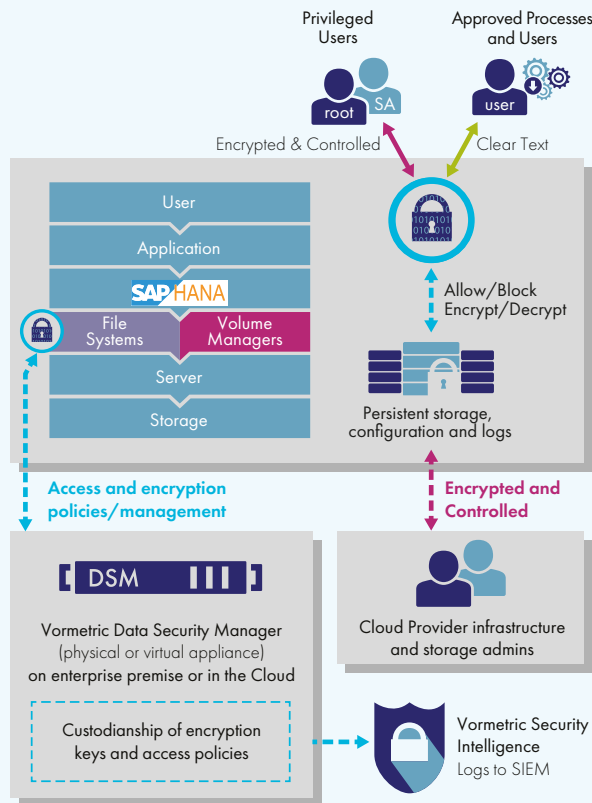 Privileged
Users
Approved Processes
and Users
root
SA
user
Encrypted & Controlled
Clear Text
User
Application
SAP HANA
File
Systems
Volume
Managers
Server
Storage
Allow/Block
Encrypt/Decrypt
Persistent storage,
configuration and logs
Access and encryption
policies/management
Encrypted and
Controlled
DSM
Vormetric Data Security Manager
(physical or virtual appliance)
on enterprise premise or in the Cloud
Custodianship of encryption
keys and access policies
Cloud Provider infrastructure
and storage admins
Vormetric Security
Intelligence
Logs to SIEM